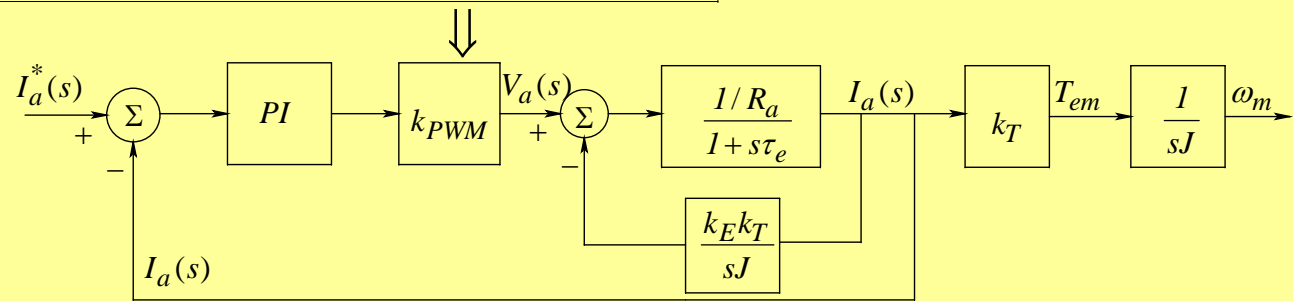 I_a^*(s)
+
−
Σ
PI
k_PWM
V_a(s)
+
−
Σ
1/R_a
1+sτ_e
I_a(s)
k_T
T_em
1
sJ
ω_m
k_E k_T
sJ
I_a(s)